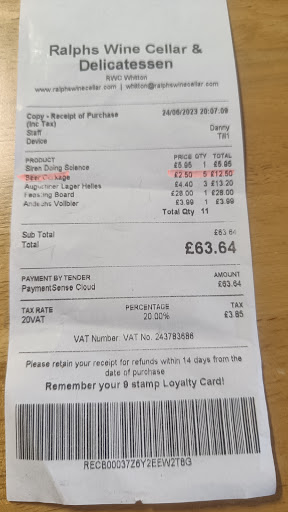 Ralphs Wine Cellar &
Delicatessen
RWC Whitton
www.ralphswinecellar.com | whitton@ralphswinecellar.com
Copy - Receipt of Purchase 24/06/2023 20:07:09
(Inc Tax)
Staff Danny
Device Till1
PRODUCT PRICE QTY TOTAL
Siren Doing Science £5.95 1 £5.95
Beer £2.50 5 £12.50
Augustiner Lager Helles £4.40 3 £13.20
Board £28.00 1 £28.00
Andechs Vollbier £3.99 1 £3.99
Total Qty 11
Sub Total £63.64
Total £63.64
PAYMENT BY TENDER AMOUNT
PaymentSense Cloud £63.64
TAX RATE PERCENTAGE TAX
20VAT 20.00% £3.85
VAT Number: VAT No. 243783686
Please retain your receipt for refunds within 14 days from the
date of purchase
Remember your 9 stamp Loyalty Card!
RECB00037Z6Y2EEW2T8G